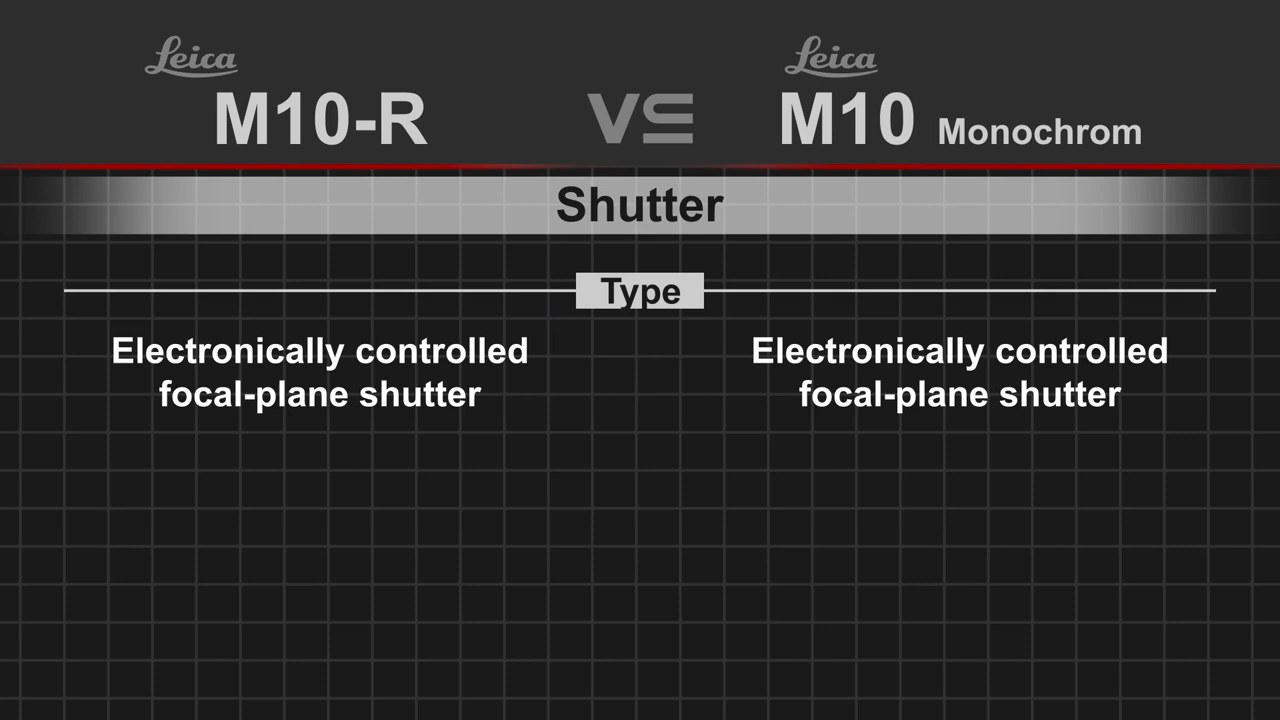 Leica
M10-R
VS
Leica
M10 Monochrom
Shutter
Type
Electronically controlled
focal-plane shutter
Electronically controlled
focal-plane shutter